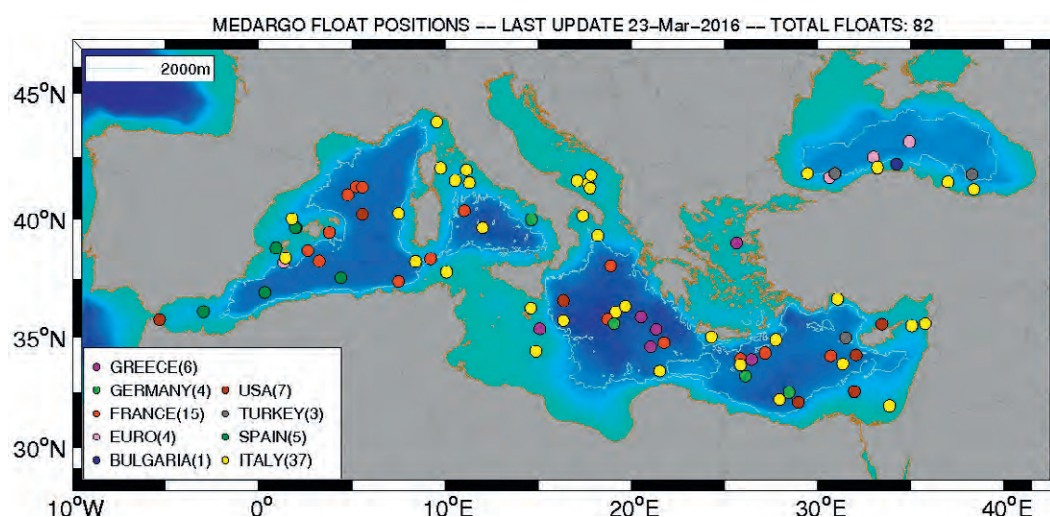 MEDARGO FLOAT POSITIONS –– LAST UPDATE 23–Mar–2016 –– TOTAL FLOATS: 82
2000m
45°N
40°N
35°N
30°N
GREECE(6)
GERMANY(4) USA(7)
FRANCE(15) TURKEY(3)
EURO(4) SPAIN(5)
BULGARIA(1) ITALY(37)
10°W 0° 10°E 20°E 30°E 40°E